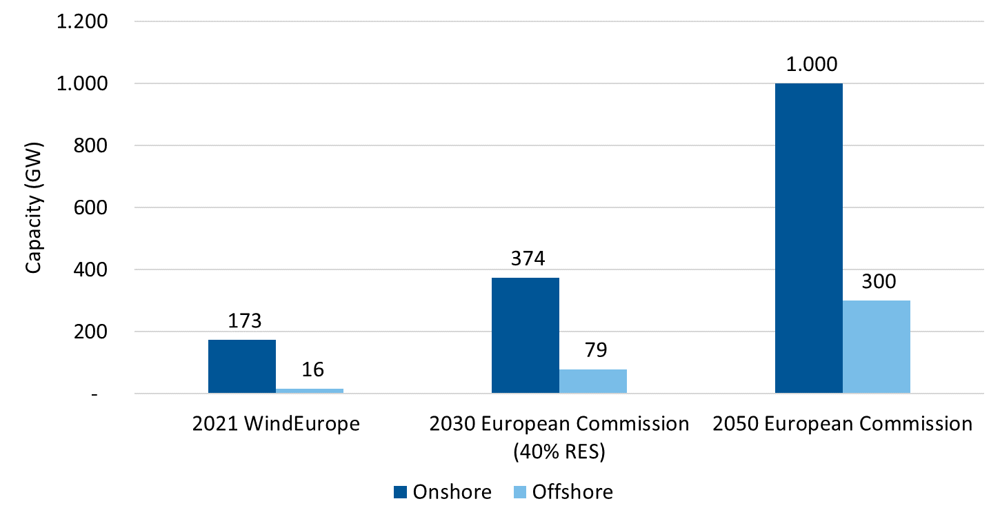 1.200
1.000
800
600
400
200
-
Capacity (GW)
173
16
374
79
1.000
300
2021 WindEurope
2030 European Commission
(40% RES)
2050 European Commission
Onshore
Offshore